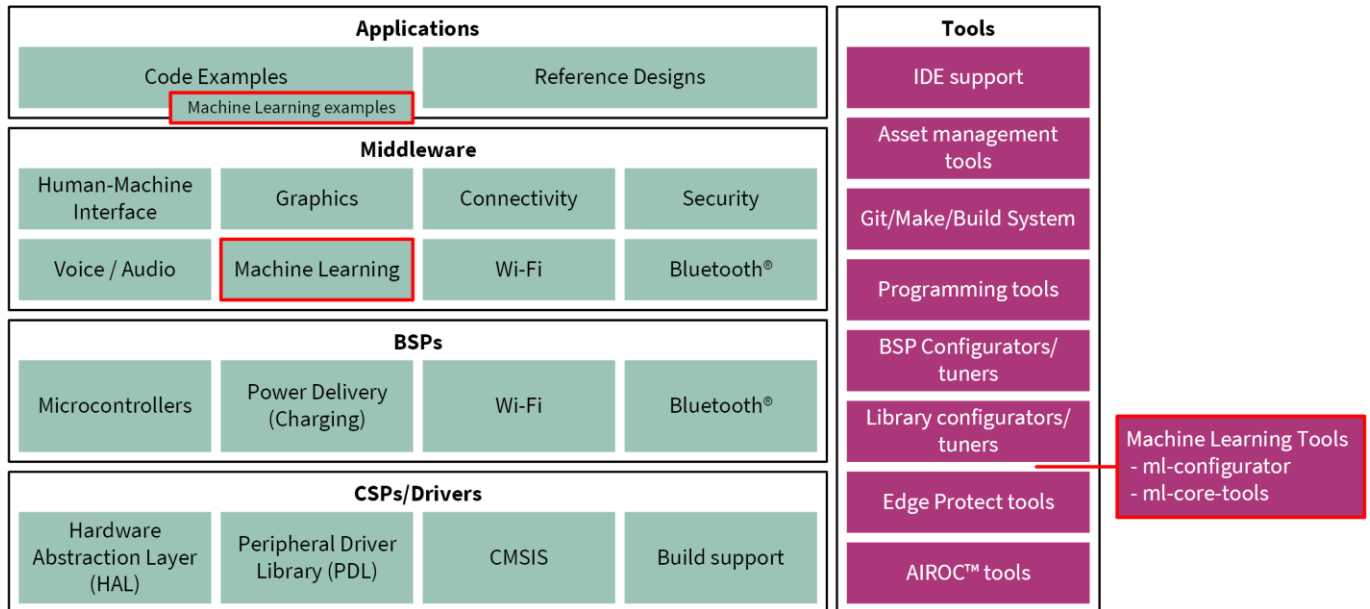 Applications
Code Examples
Reference Designs
Machine Learning examples
Middleware
Human-Machine
Interface
Graphics
Connectivity
Security
Voice / Audio
Machine Learning
Wi-Fi
Bluetooth®
BSPs
Microcontrollers
Power Delivery
(Charging)
Wi-Fi
Bluetooth®
CSPs/Drivers
Hardware
Abstraction Layer
(HAL)
Peripheral Driver
Library (PDL)
CMSIS
Build support
Tools
IDE support
Asset management
tools
Git/Make/Build System
Programming tools
BSP Configurators/
tuners
Library configurators/
tuners
Edge Protect tools
AIROC™ tools
Machine Learning Tools
- ml-configurator
- ml-core-tools